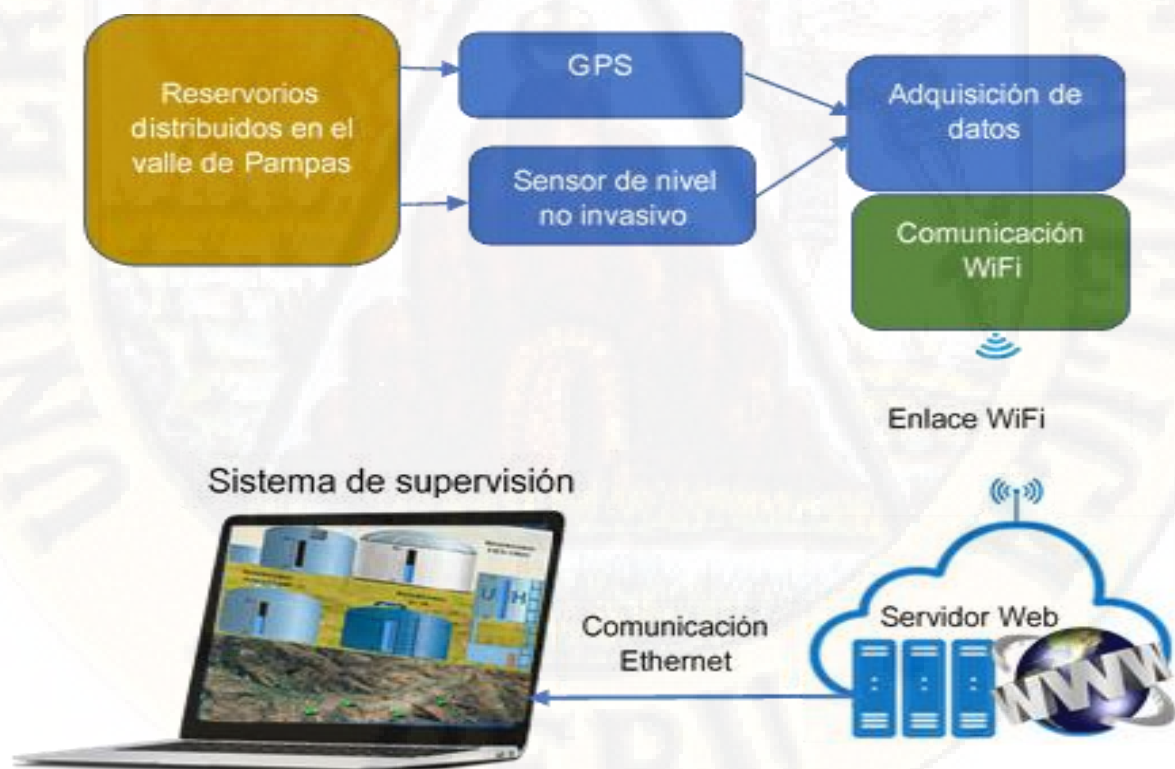 Reservorios
distribuidos en el
valle de Pampas
GPS
Sensor de nivel
no invasivo
Adquisición de
datos
Comunicación
WiFi
Enlace WiFi
Sistema de supervisión
U H
Comunicación
Ethernet
Servidor Web
WWW